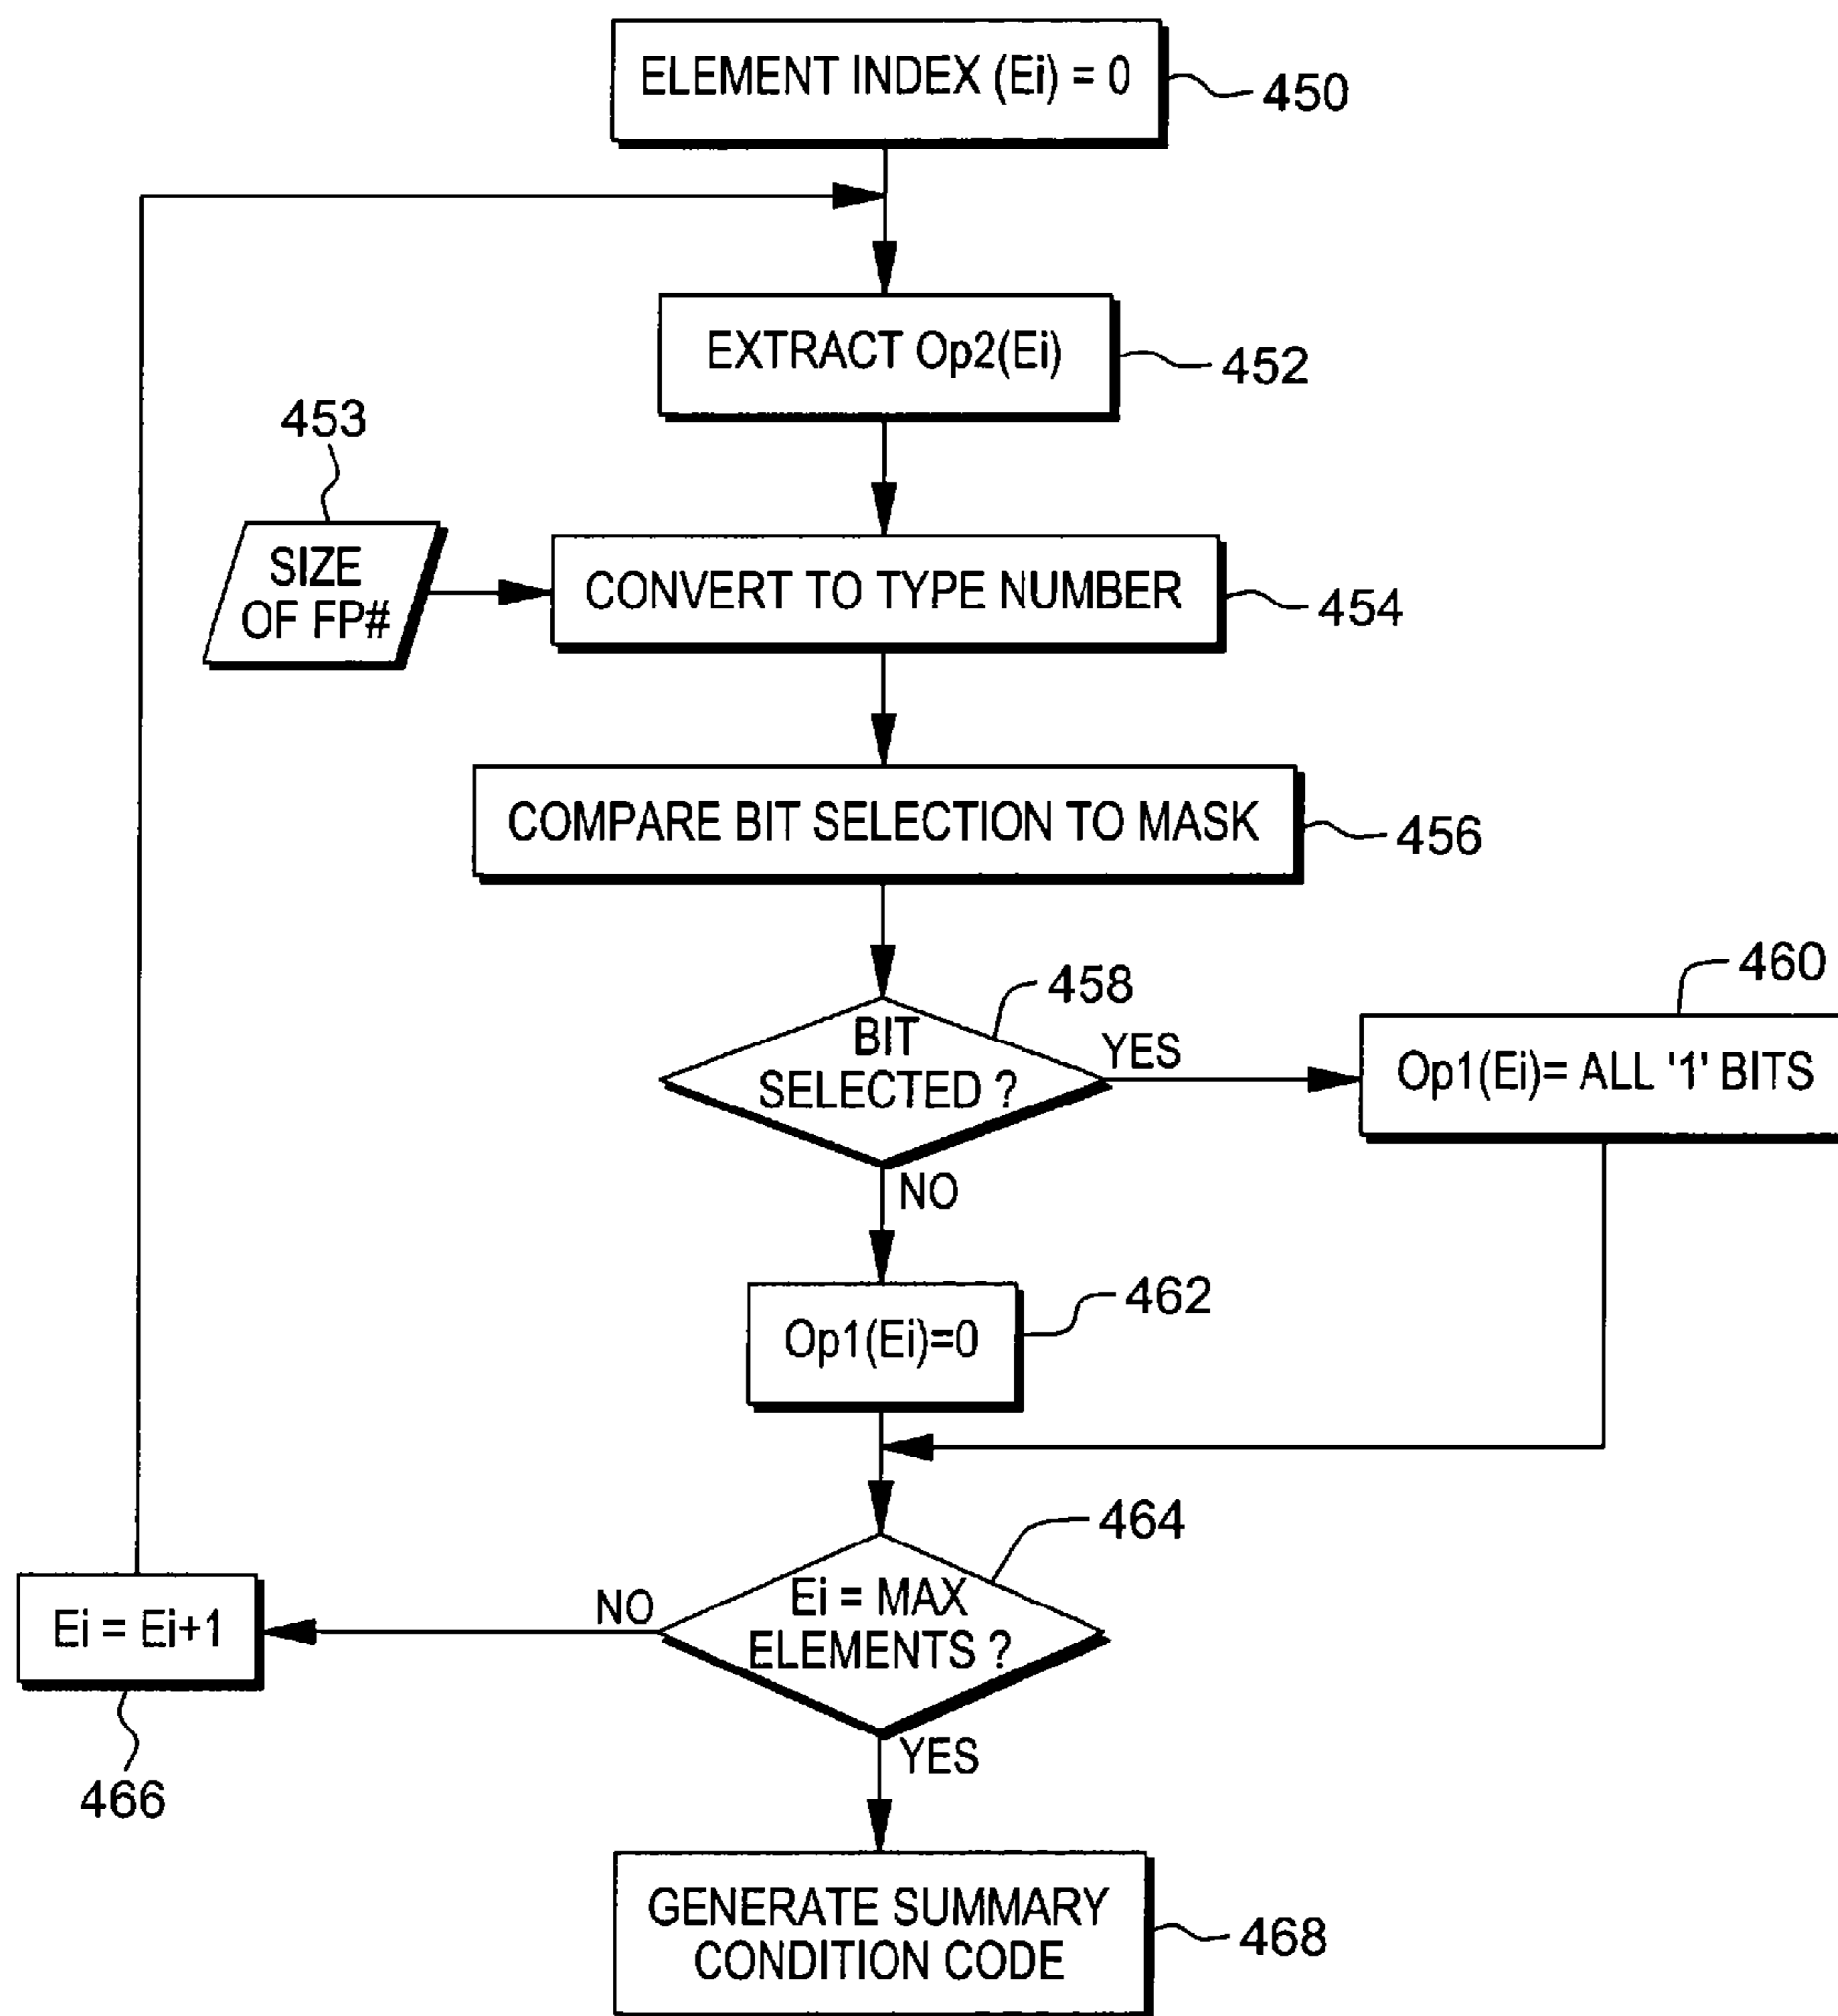 ELEMENT INDEX (Ei) = 0
450
EXTRACT Op2(Ei)
452
453
SIZE
OF FP#
CONVERT TO TYPE NUMBER
454
COMPARE BIT SELECTION TO MASK
456
458
BIT
SELECTED ?
YES
460
Op1(Ei)= ALL '1' BITS
NO
462
Op1(Ei)=0
464
Ei = MAX
ELEMENTS ?
NO
Ei = Ei+1
466
YES
GENERATE SUMMARY
CONDITION CODE
468